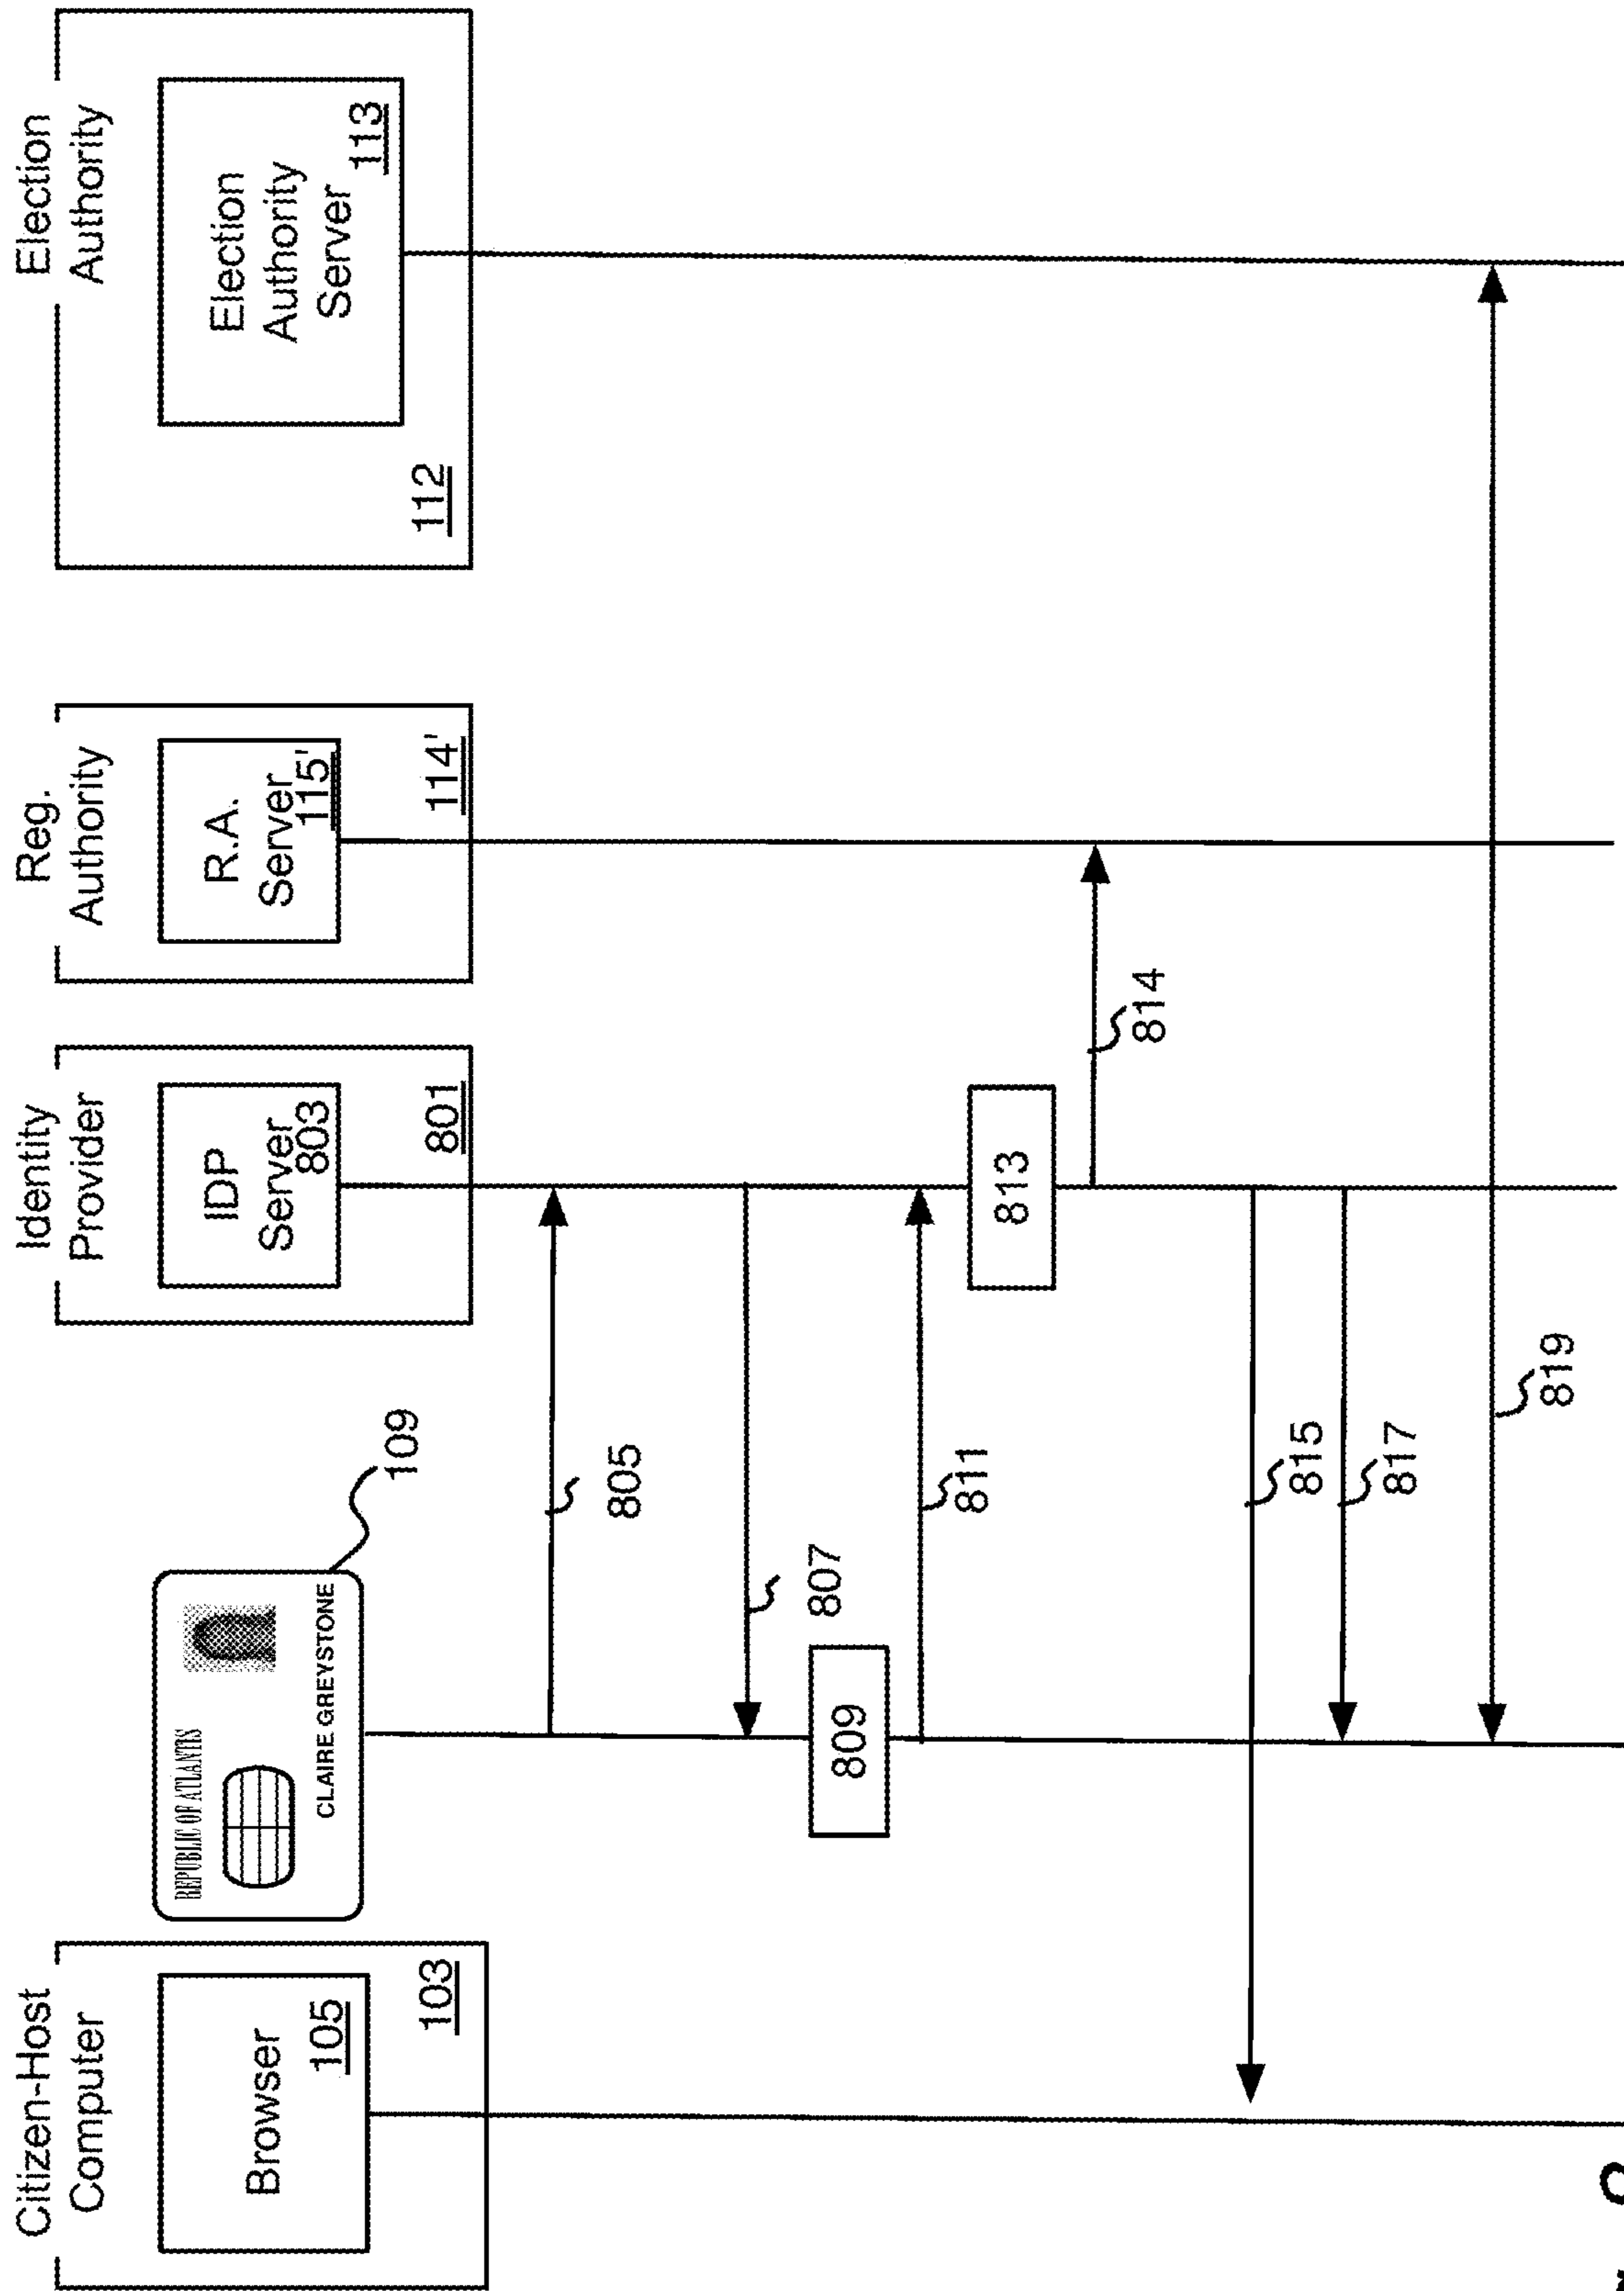 Citizen-Host
Computer
Browser
105
103
REPUBLIC OF ATLANTIS
CLAIRE GREYSTONE
109
Identity
Provider
IDP
Server
803
801
Reg.
Authority
R.A.
Server
115'
114'
Election
Authority
Election
Authority
Server
113
112
805
807
809
811
813
814
815
817
819